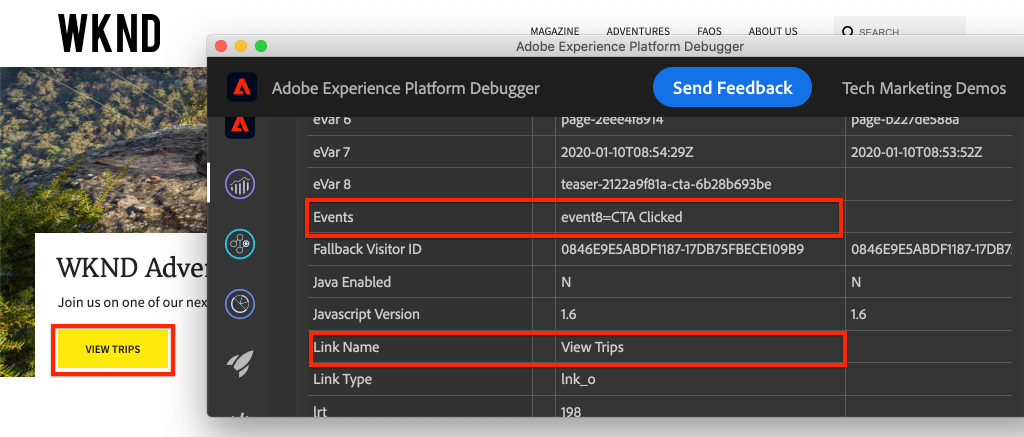 WKND
MAGAZINE ADVENTURES FAQS ABOUT US SEARCH
Adobe Experience Platform Debugger
Adobe Experience Platform Debugger Send Feedback Tech Marketing Demos
eVar 6 page-2eee4f8914 page-b227de588a
eVar 7 2020-01-10T08:54:29Z 2020-01-10T08:53:52Z
eVar 8 teaser-2122a9f81a-cta-6b28b693be
Events event8=CTA Clicked
Fallback Visitor ID 0846E9E5ABDF1187-17DB75FBECE109B9 0846E9E5ABDF1187-17DB75
Java Enabled N N
Javascript Version 1.6 1.6
Link Name View Trips
Link Type lnk_o
lrt 198
WKND Adve
Join us on one of our nex
VIEW TRIPS